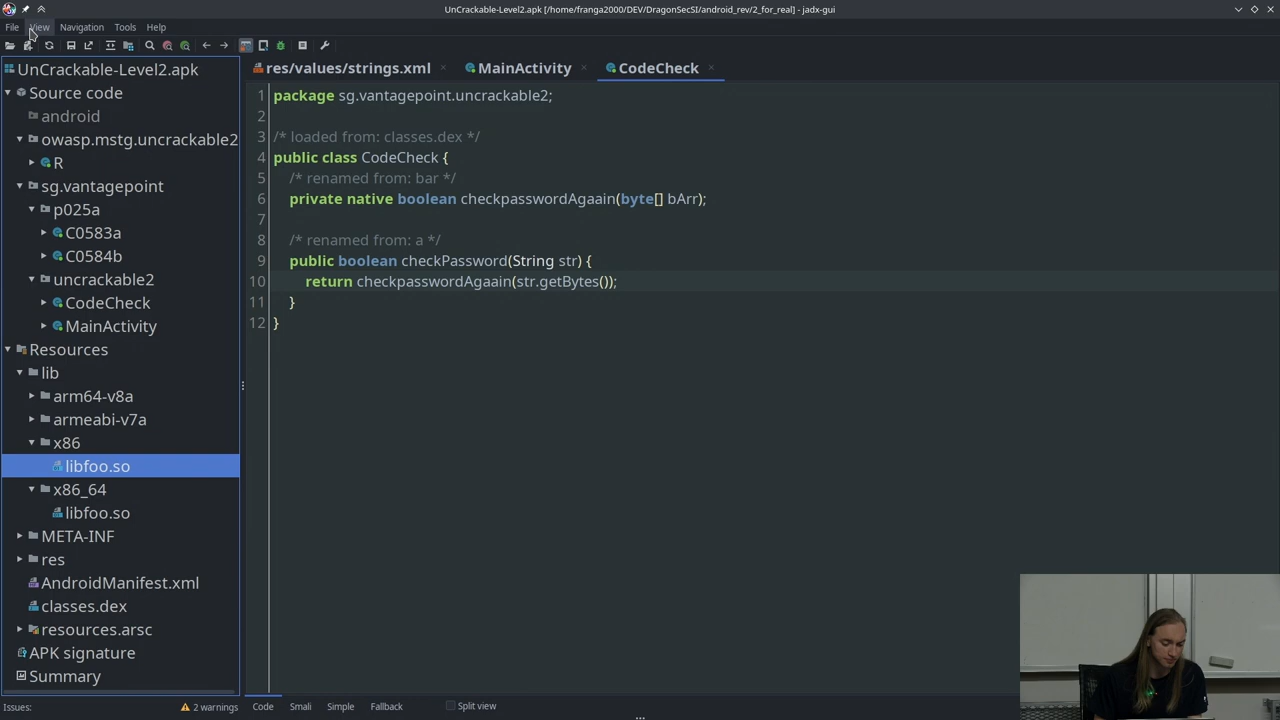 UnCrackable-Level2.apk [/home/franga2000/DEV/DragonSecSI/android_rev/2_for_real] - jadx-gui
File View Navigation Tools Help
UnCrackable-Level2.apk
Source code
android
owasp.mstg.uncrackable2
R
sg.vantagepoint
p025a
C0583a
C0584b
uncrackable2
CodeCheck
MainActivity
Resources
lib
arm64-v8a
armeabi-v7a
x86
libfoo.so
x86_64
libfoo.so
META-INF
res
AndroidManifest.xml
classes.dex
resources.arsc
APK signature
Summary
res/values/strings.xml MainActivity CodeCheck
1 package sg.vantagepoint.uncrackable2;
2
3 /* loaded from: classes.dex */
4 public class CodeCheck {
5 /* renamed from: bar */
6 private native boolean checkpasswordAgaain(byte[] bArr);
7
8 /* renamed from: a */
9 public boolean checkPassword(String str) {
10 return checkpasswordAgaain(str.getBytes());
11 }
12 }
Issues: 2 warnings Code Smali Simple Fallback Split view